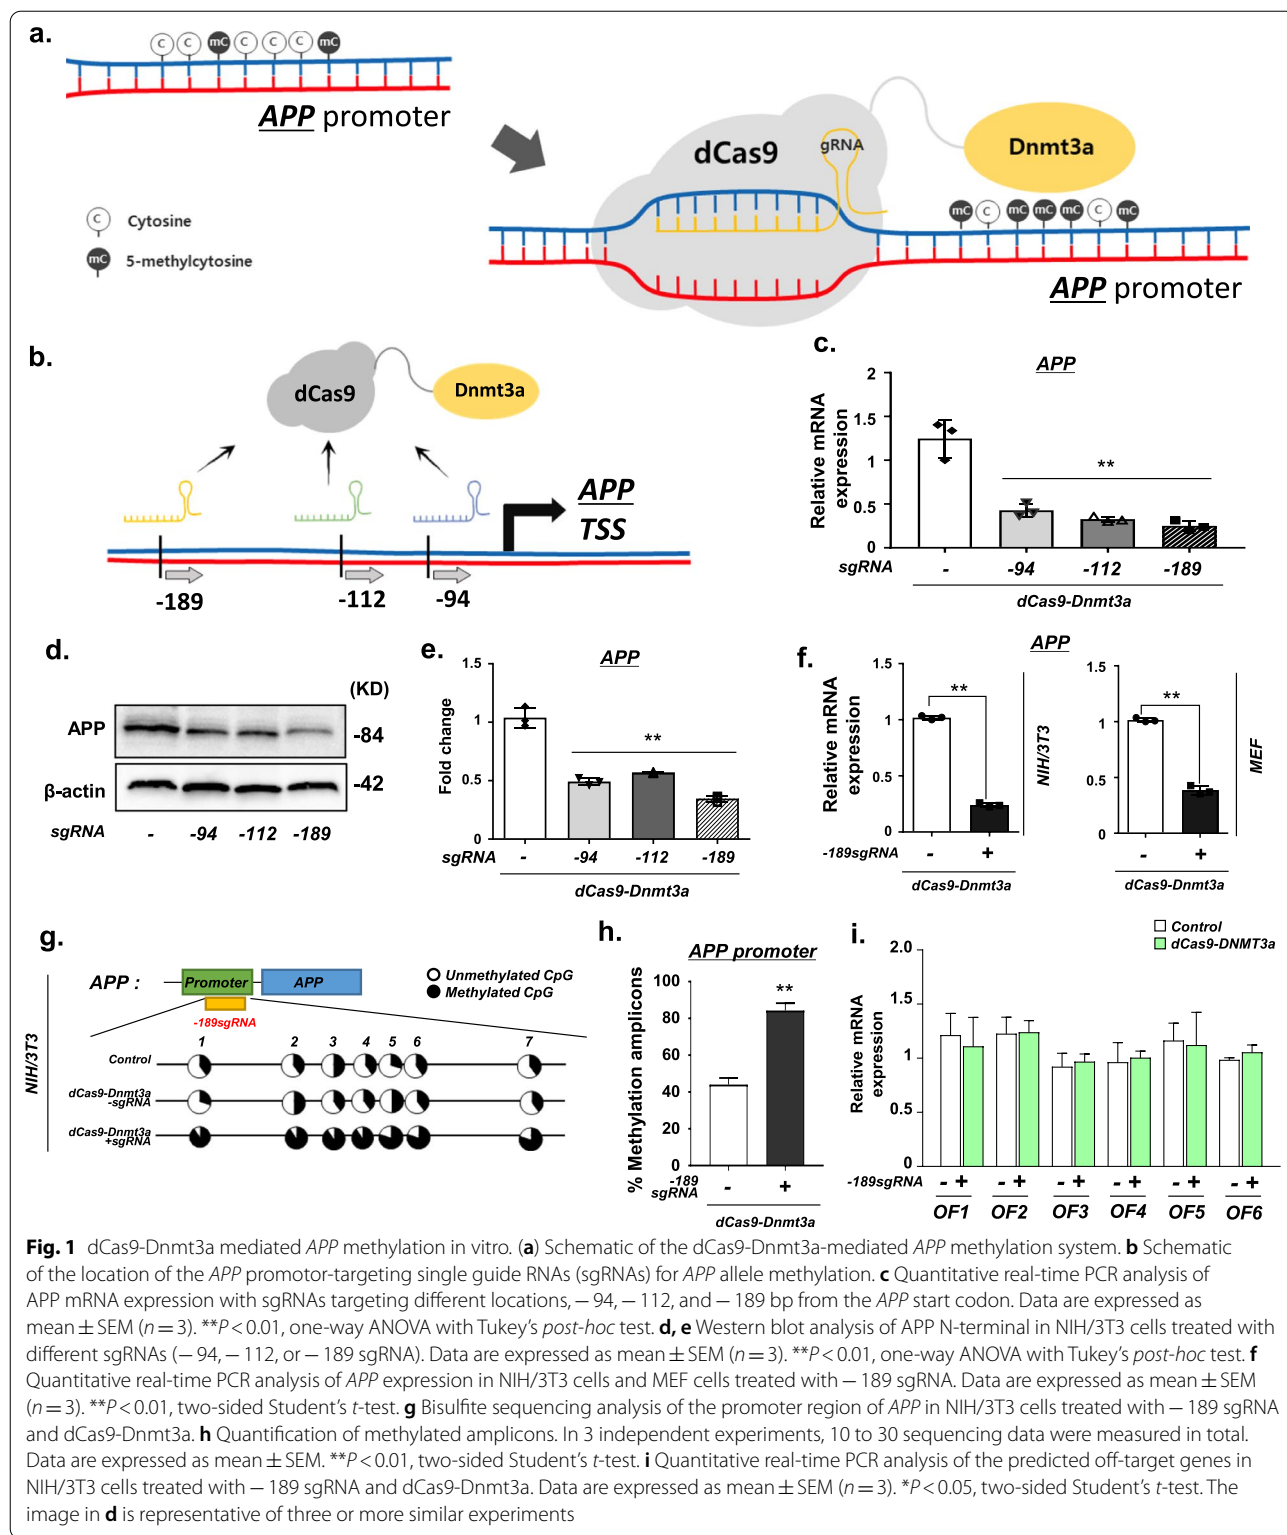 a.
C C mC C C C mC
APP promoter
C Cytosine
mC 5-methylcytosine
dCas9
gRNA
Dnmt3a
mC C mC mC mC C mC
APP promoter
b.
dCas9
Dnmt3a
APP
TSS
-189
-112
-94
c.
APP
Relative mRNA
expression
2
1.5
1
0.5
0
sgRNA - -94 -112 -189
dCas9-Dnmt3a
**
d.
(KD)
APP -84
β-actin -42
sgRNA - -94 -112 -189
e.
APP
Fold change
1.5
1
0.5
0
**
sgRNA - -94 -112 -189
dCas9-Dnmt3a
f.
APP
Relative mRNA
expression
1.5
1
0.5
0
**
-189sgRNA - +
dCas9-Dnmt3a
NIH/3T3
1.5
1
0.5
0
**
- +
dCas9-Dnmt3a
MEF
g.
NIH/3T3
APP : Promoter APP
-189sgRNA
Unmethylated CpG
Methylated CpG
1 2 3 4 5 6 7
Control
dCas9-Dnmt3a
-sgRNA
dCas9-Dnmt3a
+sgRNA
h.
APP promoter
% Methylation amplicons
100
80
60
40
20
0
**
-189
sgRNA - +
dCas9-Dnmt3a
i.
Control
dCas9-DNMT3a
Relative mRNA
expression
2.0
1.5
1
0.5
0
-189sgRNA - + - + - + - + - + - +
OF1 OF2 OF3 OF4 OF5 OF6
Fig. 1 dCas9-Dnmt3a mediated APP methylation in vitro. (a) Schematic of the dCas9-Dnmt3a-mediated APP methylation system. b Schematic
of the location of the APP promotor-targeting single guide RNAs (sgRNAs) for APP allele methylation. c Quantitative real-time PCR analysis of
APP mRNA expression with sgRNAs targeting different locations, − 94, − 112, and − 189 bp from the APP start codon. Data are expressed as
mean ± SEM (n = 3). **P < 0.01, one-way ANOVA with Tukey's post-hoc test. d, e Western blot analysis of APP N-terminal in NIH/3T3 cells treated with
different sgRNAs (− 94, − 112, or − 189 sgRNA). Data are expressed as mean ± SEM (n = 3). **P < 0.01, one-way ANOVA with Tukey's post-hoc test. f
Quantitative real-time PCR analysis of APP expression in NIH/3T3 cells and MEF cells treated with − 189 sgRNA. Data are expressed as mean ± SEM
(n = 3). **P < 0.01, two-sided Student's t-test. g Bisulfite sequencing analysis of the promoter region of APP in NIH/3T3 cells treated with − 189 sgRNA
and dCas9-Dnmt3a. h Quantification of methylated amplicons. In 3 independent experiments, 10 to 30 sequencing data were measured in total.
Data are expressed as mean ± SEM. **P < 0.01, two-sided Student's t-test. i Quantitative real-time PCR analysis of the predicted off-target genes in
NIH/3T3 cells treated with − 189 sgRNA and dCas9-Dnmt3a. Data are expressed as mean ± SEM (n = 3). *P < 0.05, two-sided Student's t-test. The
image in d is representative of three or more similar experiments